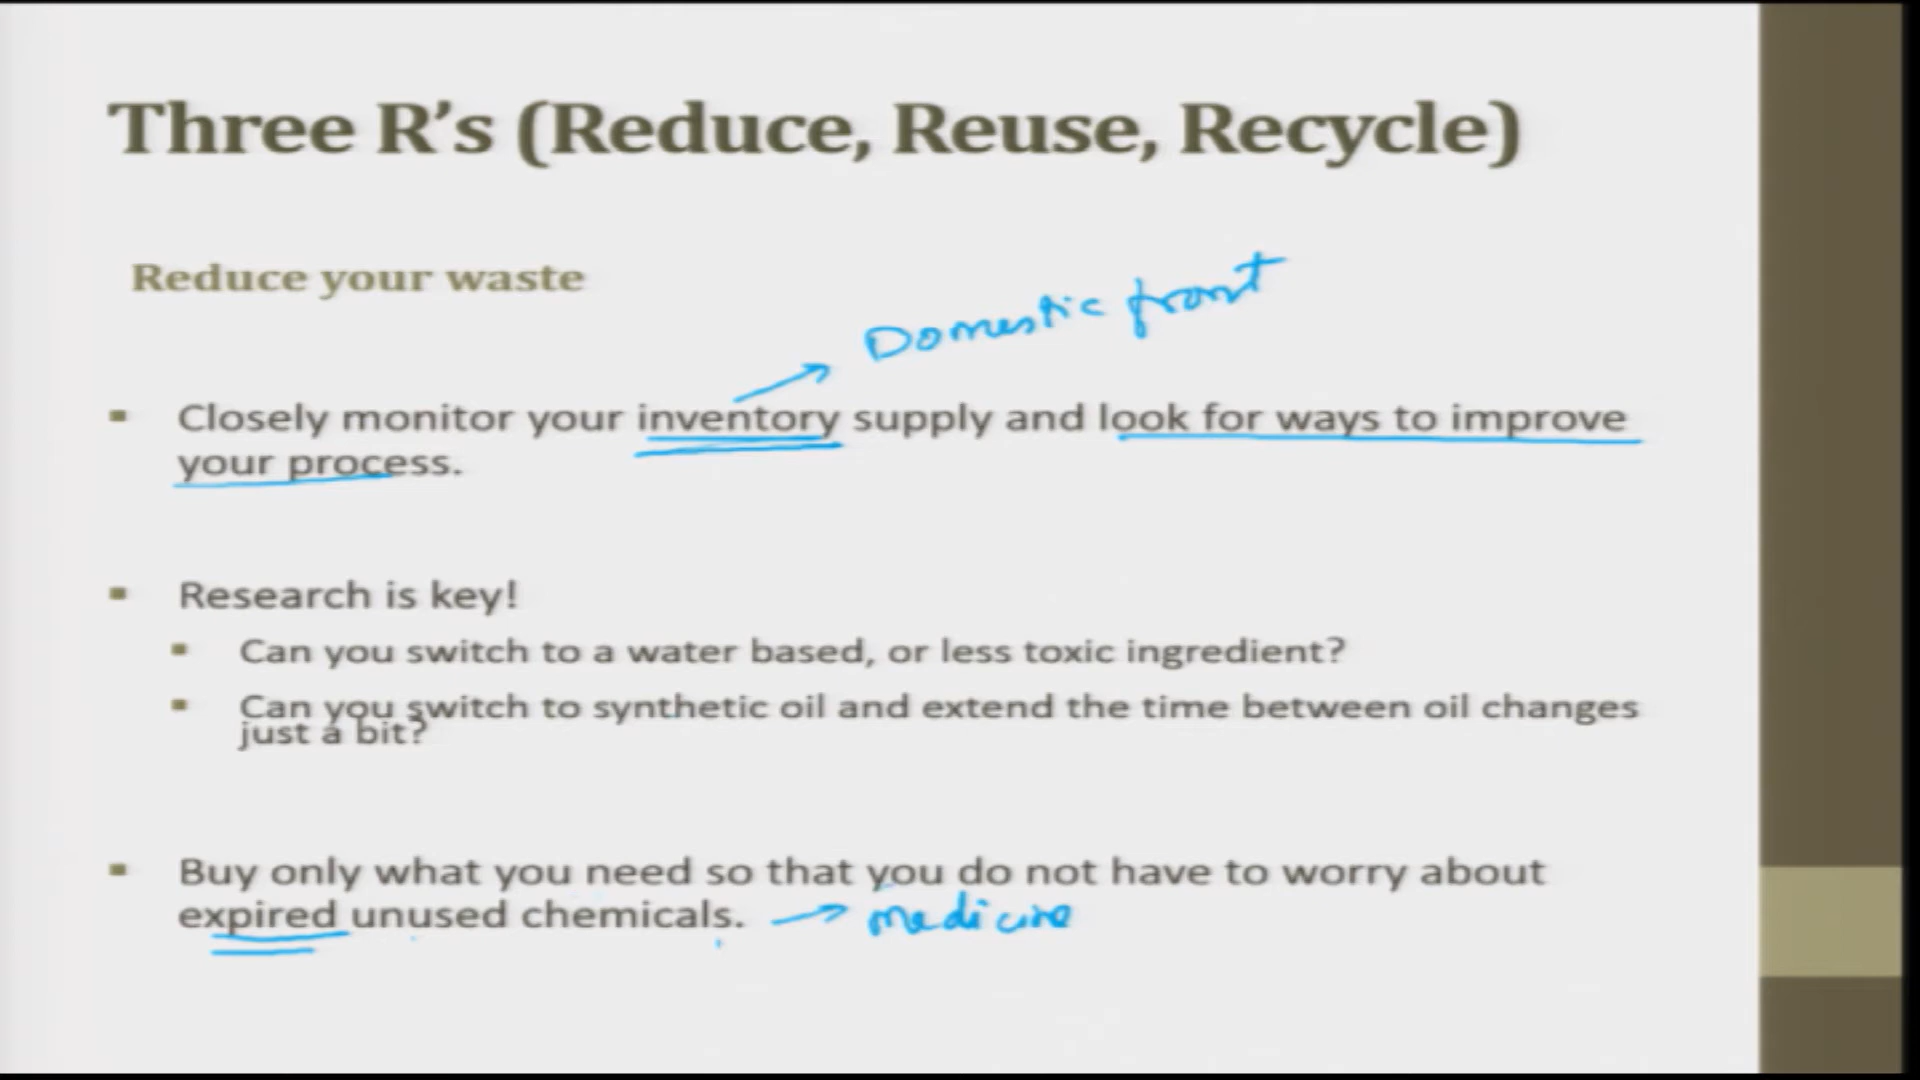 Three R's (Reduce, Reuse, Recycle)
Reduce your waste
Domestic front
Closely monitor your inventory supply and look for ways to improve
your process.
Research is key!
Can you switch to a water based, or less toxic ingredient?
Can you switch to synthetic oil and extend the time between oil changes
just a bit?
Buy only what you need so that you do not have to worry about
expired unused chemicals. → medicine